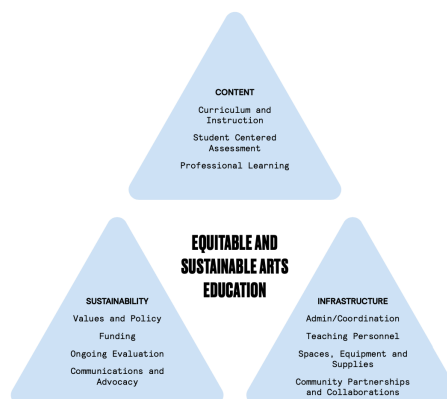 CONTENT
Curriculum and
Instruction
Student Centered
Assessment
Professional Learning
EQUITABLE AND
SUSTAINABLE ARTS
EDUCATION
SUSTAINABILITY
Values and Policy
Funding
Ongoing Evaluation
Communications and
Advocacy
INFRASTRUCTURE
Admin/Coordination
Teaching Personnel
Spaces, Equipment and
Supplies
Community Partnerships
and Collaborations